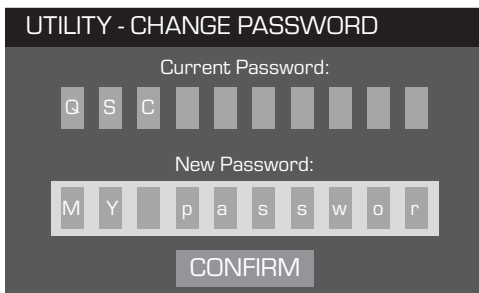 UTILITY - CHANGE PASSWORD
Current Password:
Q S C
New Password:
M Y p a s s w o r
CONFIRM